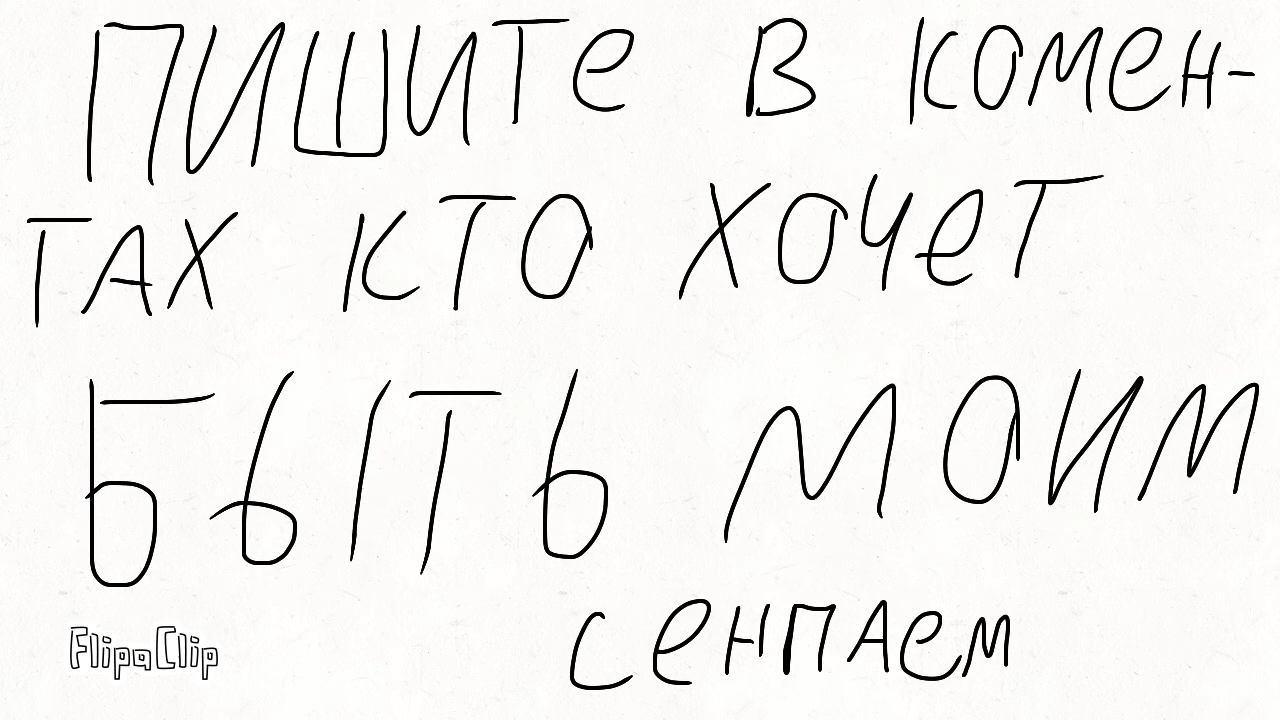 ПИШИТе В КОМЕН-
ТАХ КТО ХОЧЕТ
БЫТЬ МОИМ
СЕНПАЕМ
FlipaClip